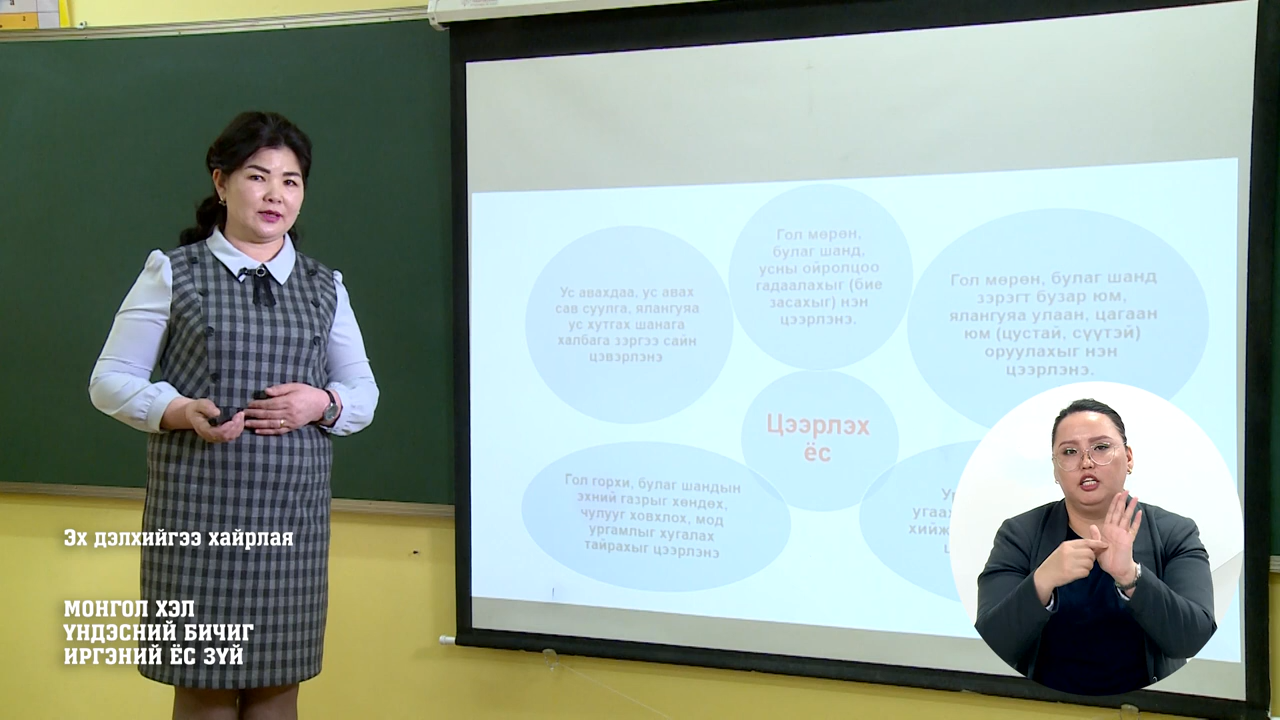 Гол мөрөн,
булаг шанд,
усны ойролцоо
гадаалахыг (бие
засахыг) нэн
цээрлэнэ.
Ус авахдаа, ус авах
сав суулга, ялангуяа
ус хутгах шанага
халбага зэргээ сайн
цэвэрлэнэ
Гол мөрөн, булаг шанд
зэрэгт бузар юм,
ялангуяа улаан, цагаан
юм (цустай, сүүтэй)
оруулахыг нэн
цээрлэнэ.
Цээрлэх
ёс
Гол горхи, булаг шандын
эхний газрыг хөндөх,
чулууг ховхлох, мод
ургамлыг хугалах
тайрахыг цээрлэнэ
Эх дэлхийгээ хайрлая
МОНГОЛ ХЭЛ
ҮНДЭСНИЙ БИЧИГ
ИРГЭНИЙ ЁС ЗҮЙ